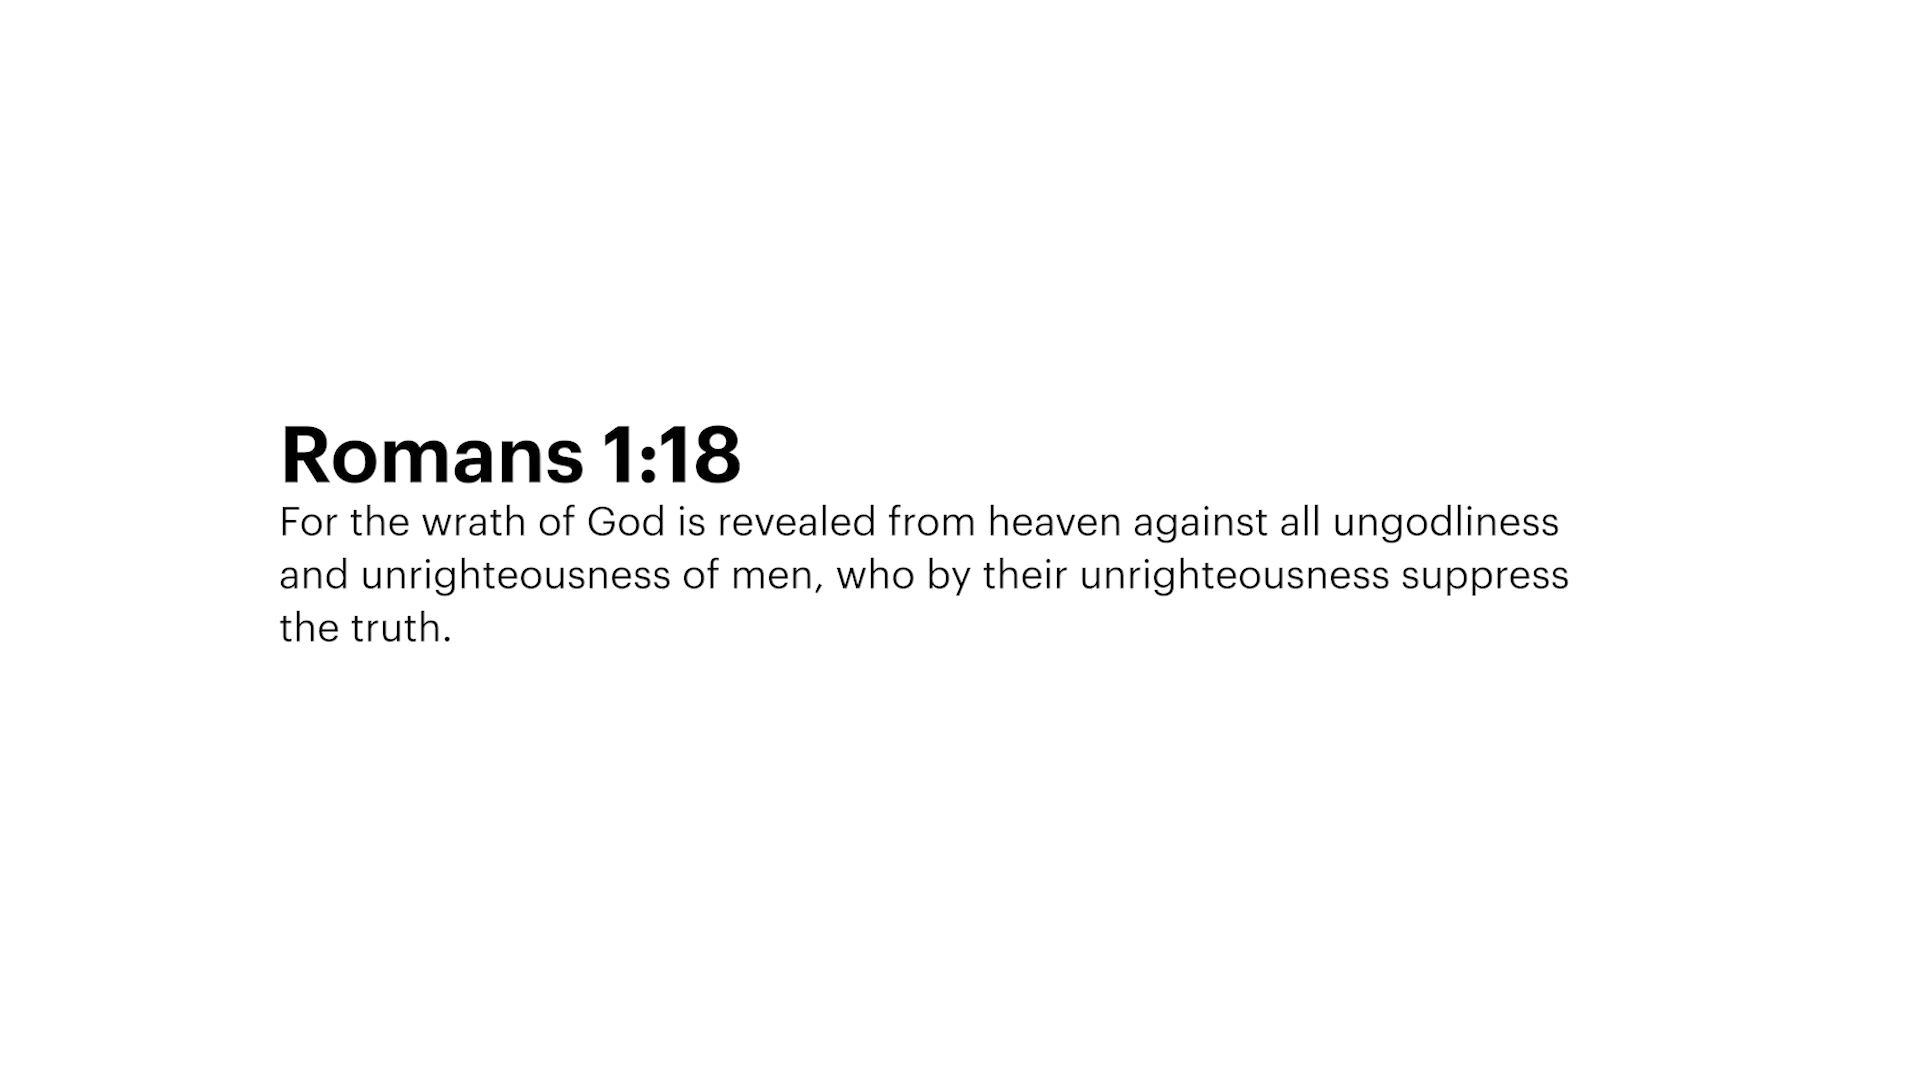 Romans 1:18
For the wrath of God is revealed from heaven against all ungodliness
and unrighteousness of men, who by their unrighteousness suppress
the truth.